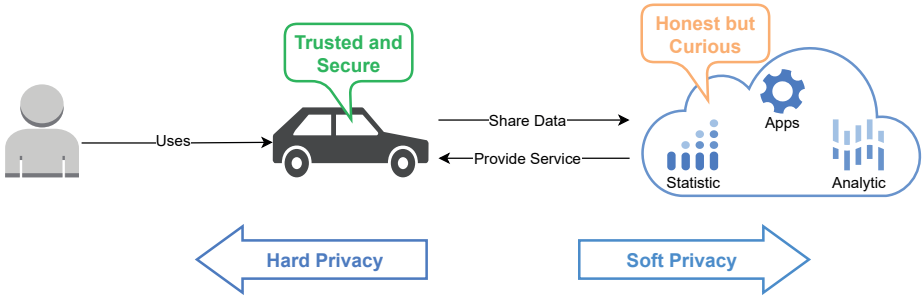 Trusted and
Secure
Honest but
Curious
Uses
Share Data
Provide Service
Apps
Statistic
Analytic
Hard Privacy
Soft Privacy